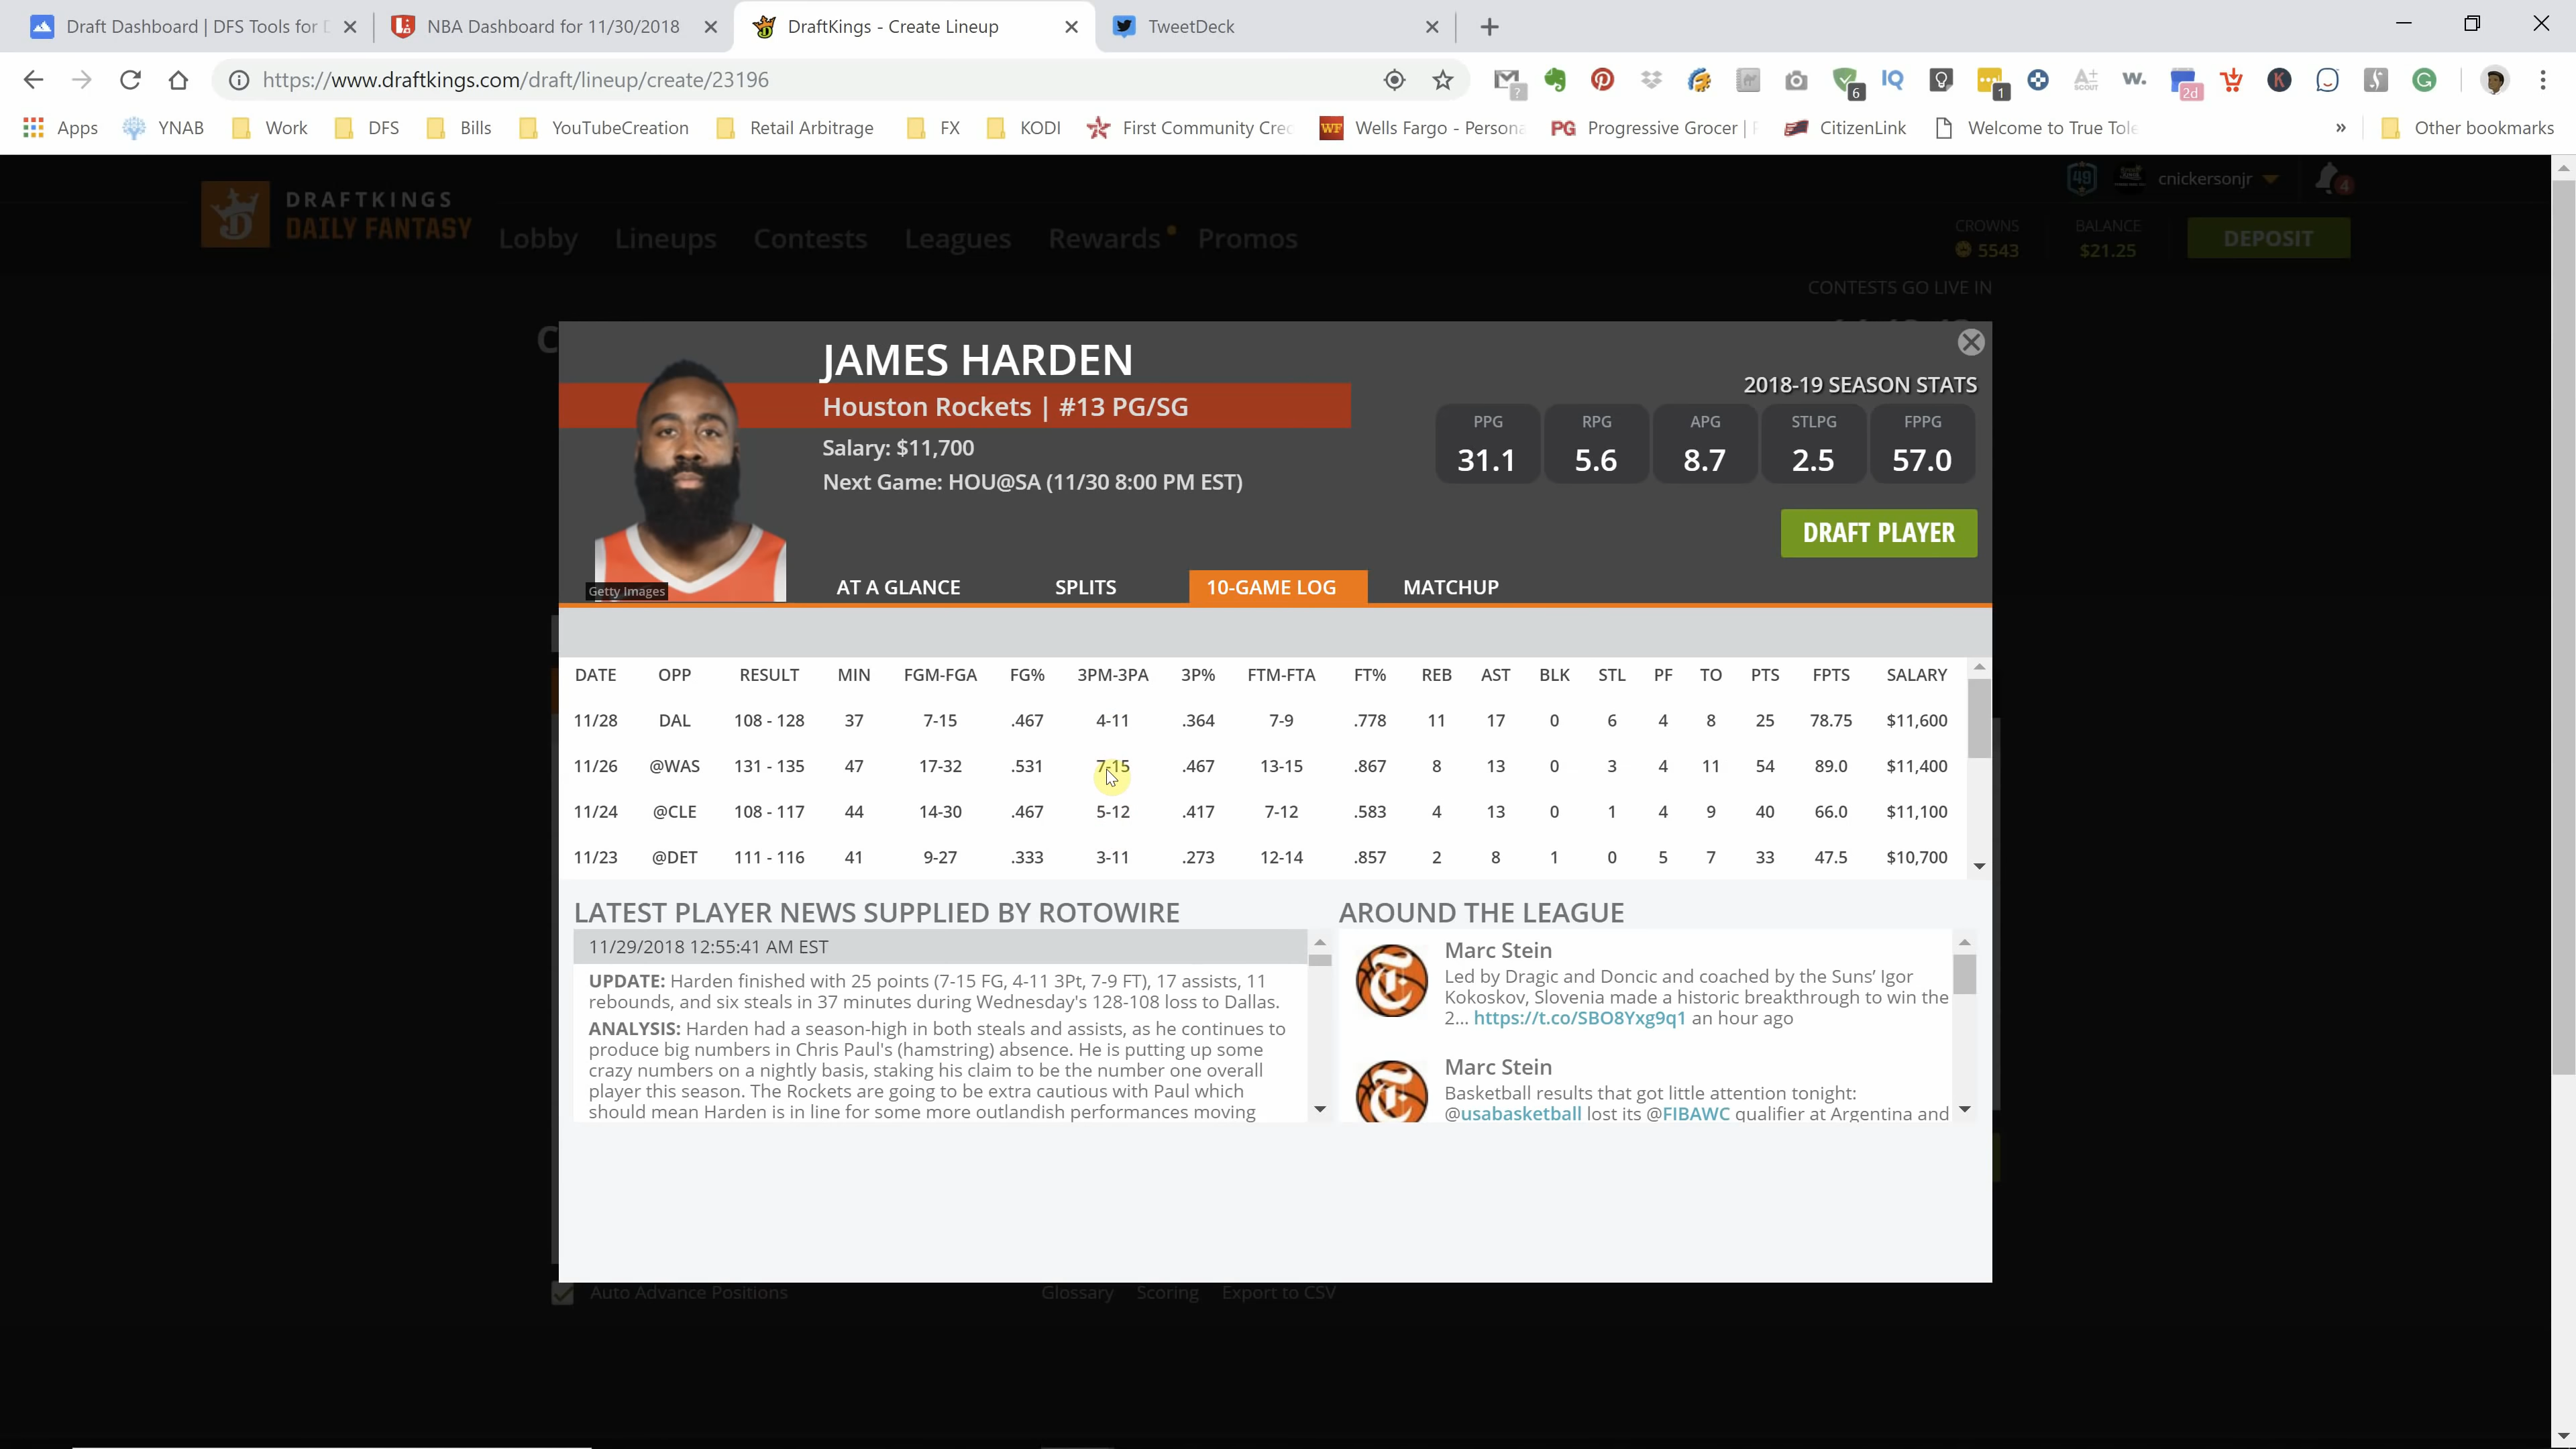 Draft Dashboard | DFS Tools for D
NBA Dashboard for 11/30/2018
DraftKings - Create Lineup
TweetDeck
https://www.draftkings.com/draft/lineup/create/23196
Apps YNAB Work DFS Bills YouTubeCreation Retail Arbitrage FX KODI First Community Cre WF Wells Fargo - Persona PG Progressive Grocer | CitizenLink Welcome to True Tole » Other bookmarks
49 cnickersonjr 4
DRAFTKINGS
DAILY FANTASY
Lobby Lineups Contests Leagues Rewards Promos
CROWNS
5543
BALANCE
$21.25
DEPOSIT
CONTESTS GO LIVE IN
JAMES HARDEN
Houston Rockets | #13 PG/SG
Salary: $11,700
Next Game: HOU@SA (11/30 8:00 PM EST)
Getty Images
2018-19 SEASON STATS
PPG RPG APG STLPG FPPG
31.1 5.6 8.7 2.5 57.0
DRAFT PLAYER
AT A GLANCE SPLITS 10-GAME LOG MATCHUP
DATE OPP RESULT MIN FGM-FGA FG% 3PM-3PA 3P% FTM-FTA FT% REB AST BLK STL PF TO PTS FPTS SALARY
11/28 DAL 108 - 128 37 7-15 .467 4-11 .364 7-9 .778 11 17 0 6 4 8 25 78.75 $11,600
11/26 @WAS 131 - 135 47 17-32 .531 7-15 .467 13-15 .867 8 13 0 3 4 11 54 89.0 $11,400
11/24 @CLE 108 - 117 44 14-30 .467 5-12 .417 7-12 .583 4 13 0 1 4 9 40 66.0 $11,100
11/23 @DET 111 - 116 41 9-27 .333 3-11 .273 12-14 .857 2 8 1 0 5 7 33 47.5 $10,700
LATEST PLAYER NEWS SUPPLIED BY ROTOWIRE
11/29/2018 12:55:41 AM EST
UPDATE: Harden finished with 25 points (7-15 FG, 4-11 3Pt, 7-9 FT), 17 assists, 11
rebounds, and six steals in 37 minutes during Wednesday's 128-108 loss to Dallas.
ANALYSIS: Harden had a season-high in both steals and assists, as he continues to
produce big numbers in Chris Paul's (hamstring) absence. He is putting up some
crazy numbers on a nightly basis, staking his claim to be the number one overall
player this season. The Rockets are going to be extra cautious with Paul which
should mean Harden is in line for some more outlandish performances moving
AROUND THE LEAGUE
Marc Stein
Led by Dragic and Doncic and coached by the Suns’ Igor
Kokoskov, Slovenia made a historic breakthrough to win the
2... https://t.co/SBO8Yxg9q1 an hour ago
Marc Stein
Basketball results that got little attention tonight:
@usabasketball lost its @FIBAWC qualifier at Argentina and
Auto Advance Positions
Glossary Scoring Export to CSV